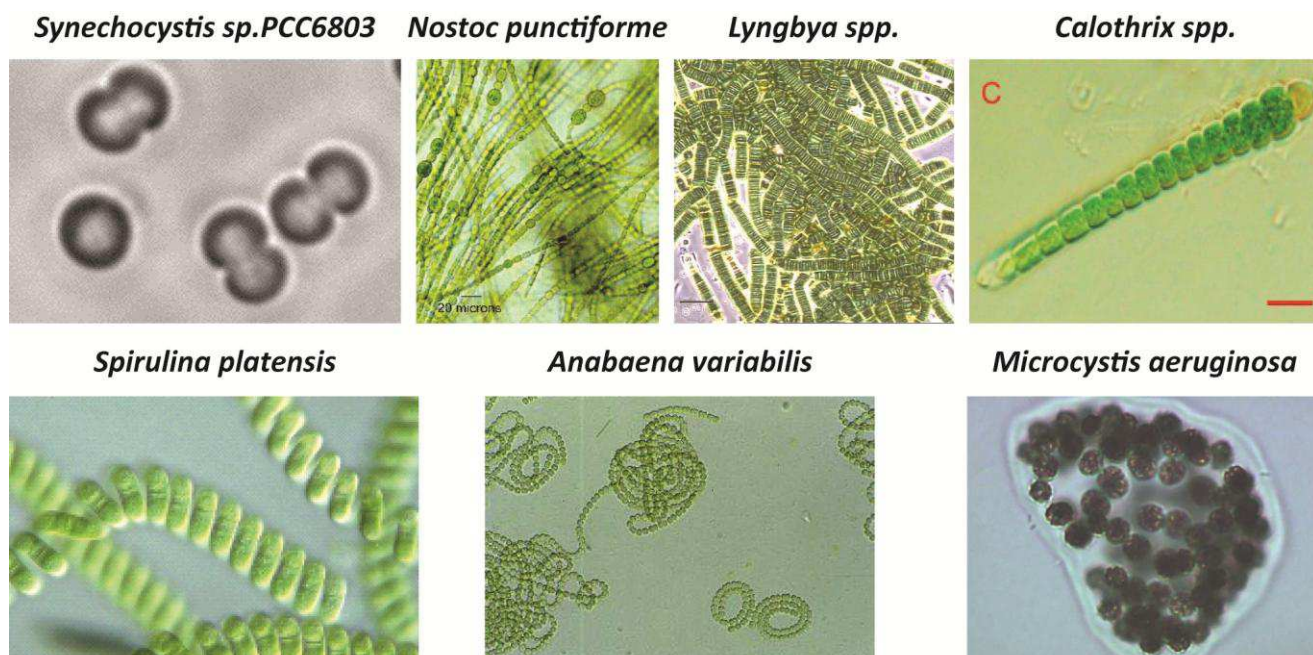 Synechocystis sp.PCC6803
Nostoc punctiforme
Lyngbya spp.
Calothrix spp.
C
20 microns
Spirulina platensis
Anabaena variabilis
Microcystis aeruginosa